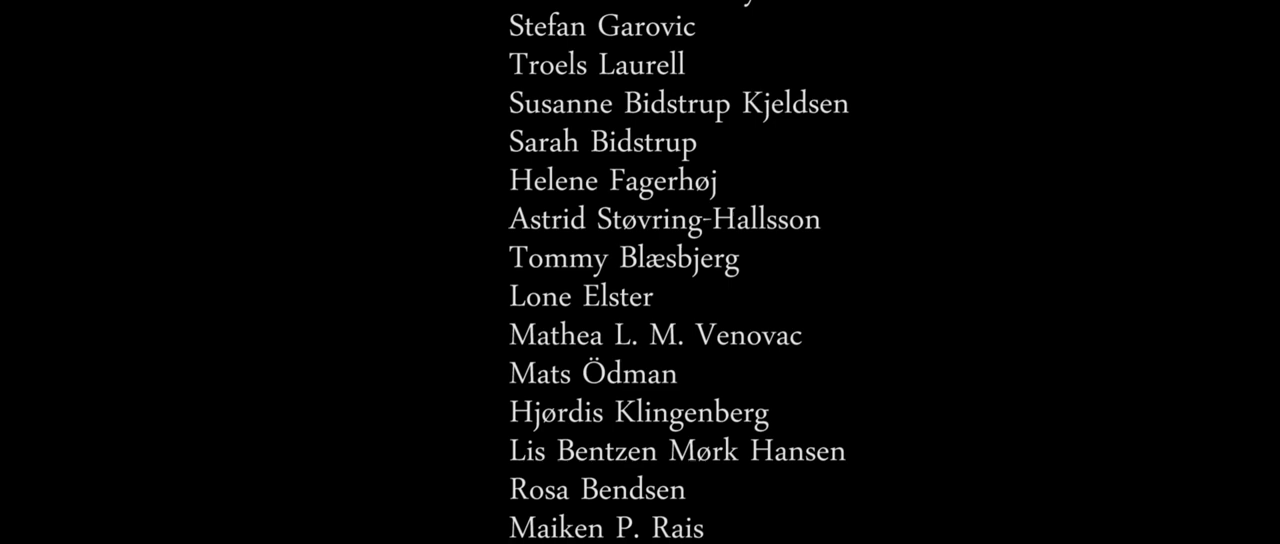 Stefan Garovic
Troels Laurell
Susanne Bidstrup Kjeldsen
Sarah Bidstrup
Helene Fagerhøj
Astrid Støvring-Hallsson
Tommy Blæsbjerg
Lone Elster
Mathea L. M. Venovac
Mats Ödman
Hjørdis Klingenberg
Lis Bentzen Mørk Hansen
Rosa Bendsen
Maiken P. Rais